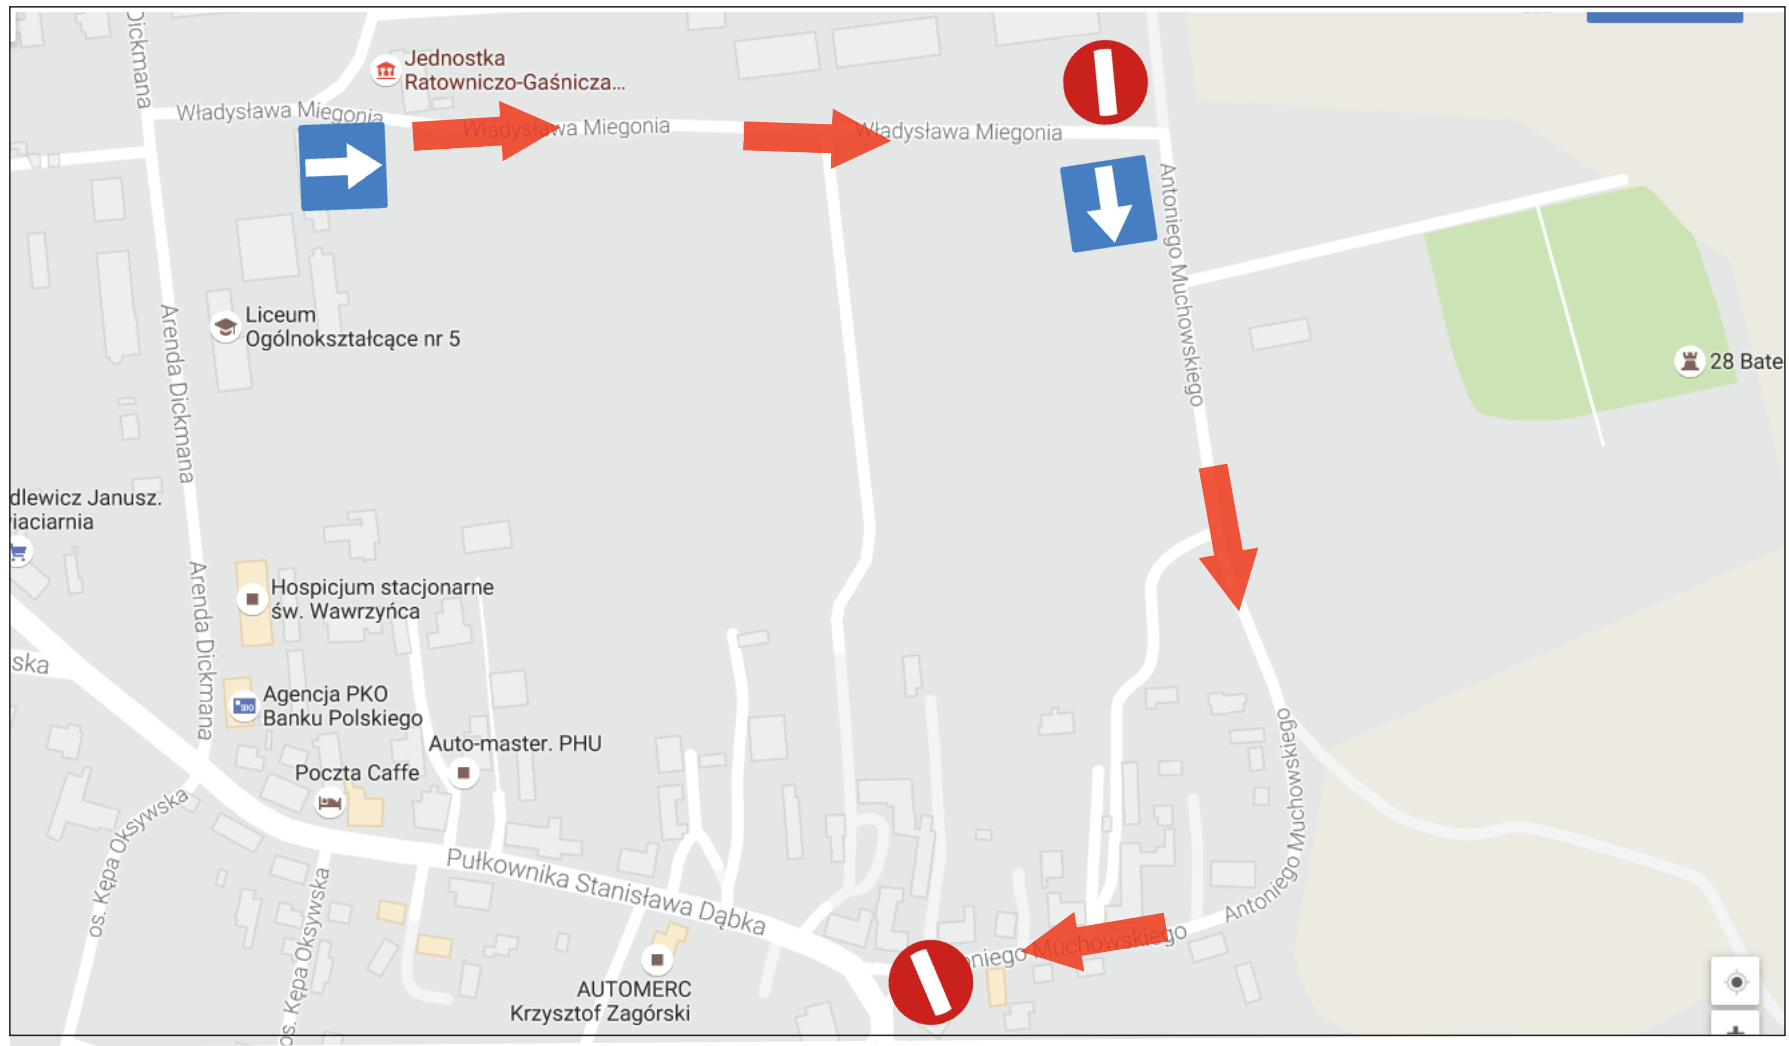 Dickmana
Jednostka
Ratowniczo-Gaśnicza...
Władysława Miegonia
Władysława Miegonia
Władysława Miegonia
Antoniego Muchowskiego
Arenda Dickmana
Liceum
Ogólnokształcące nr 5
28 Bate
dlewicz Janusz.
iaciarnia
Arenda Dickmana
Hospicjum stacjonarne
św. Wawrzyńca
ska
Agencja PKO
Banku Polskiego
Auto-master. PHU
Poczta Caffe
Antoniego Muchowskiego
os. Kępa Oksywska
os. Kępa Oksywska
Pułkownika Stanisława Dąbka
oniego Muchowskiego
AUTOMERC
Krzysztof Zagórski